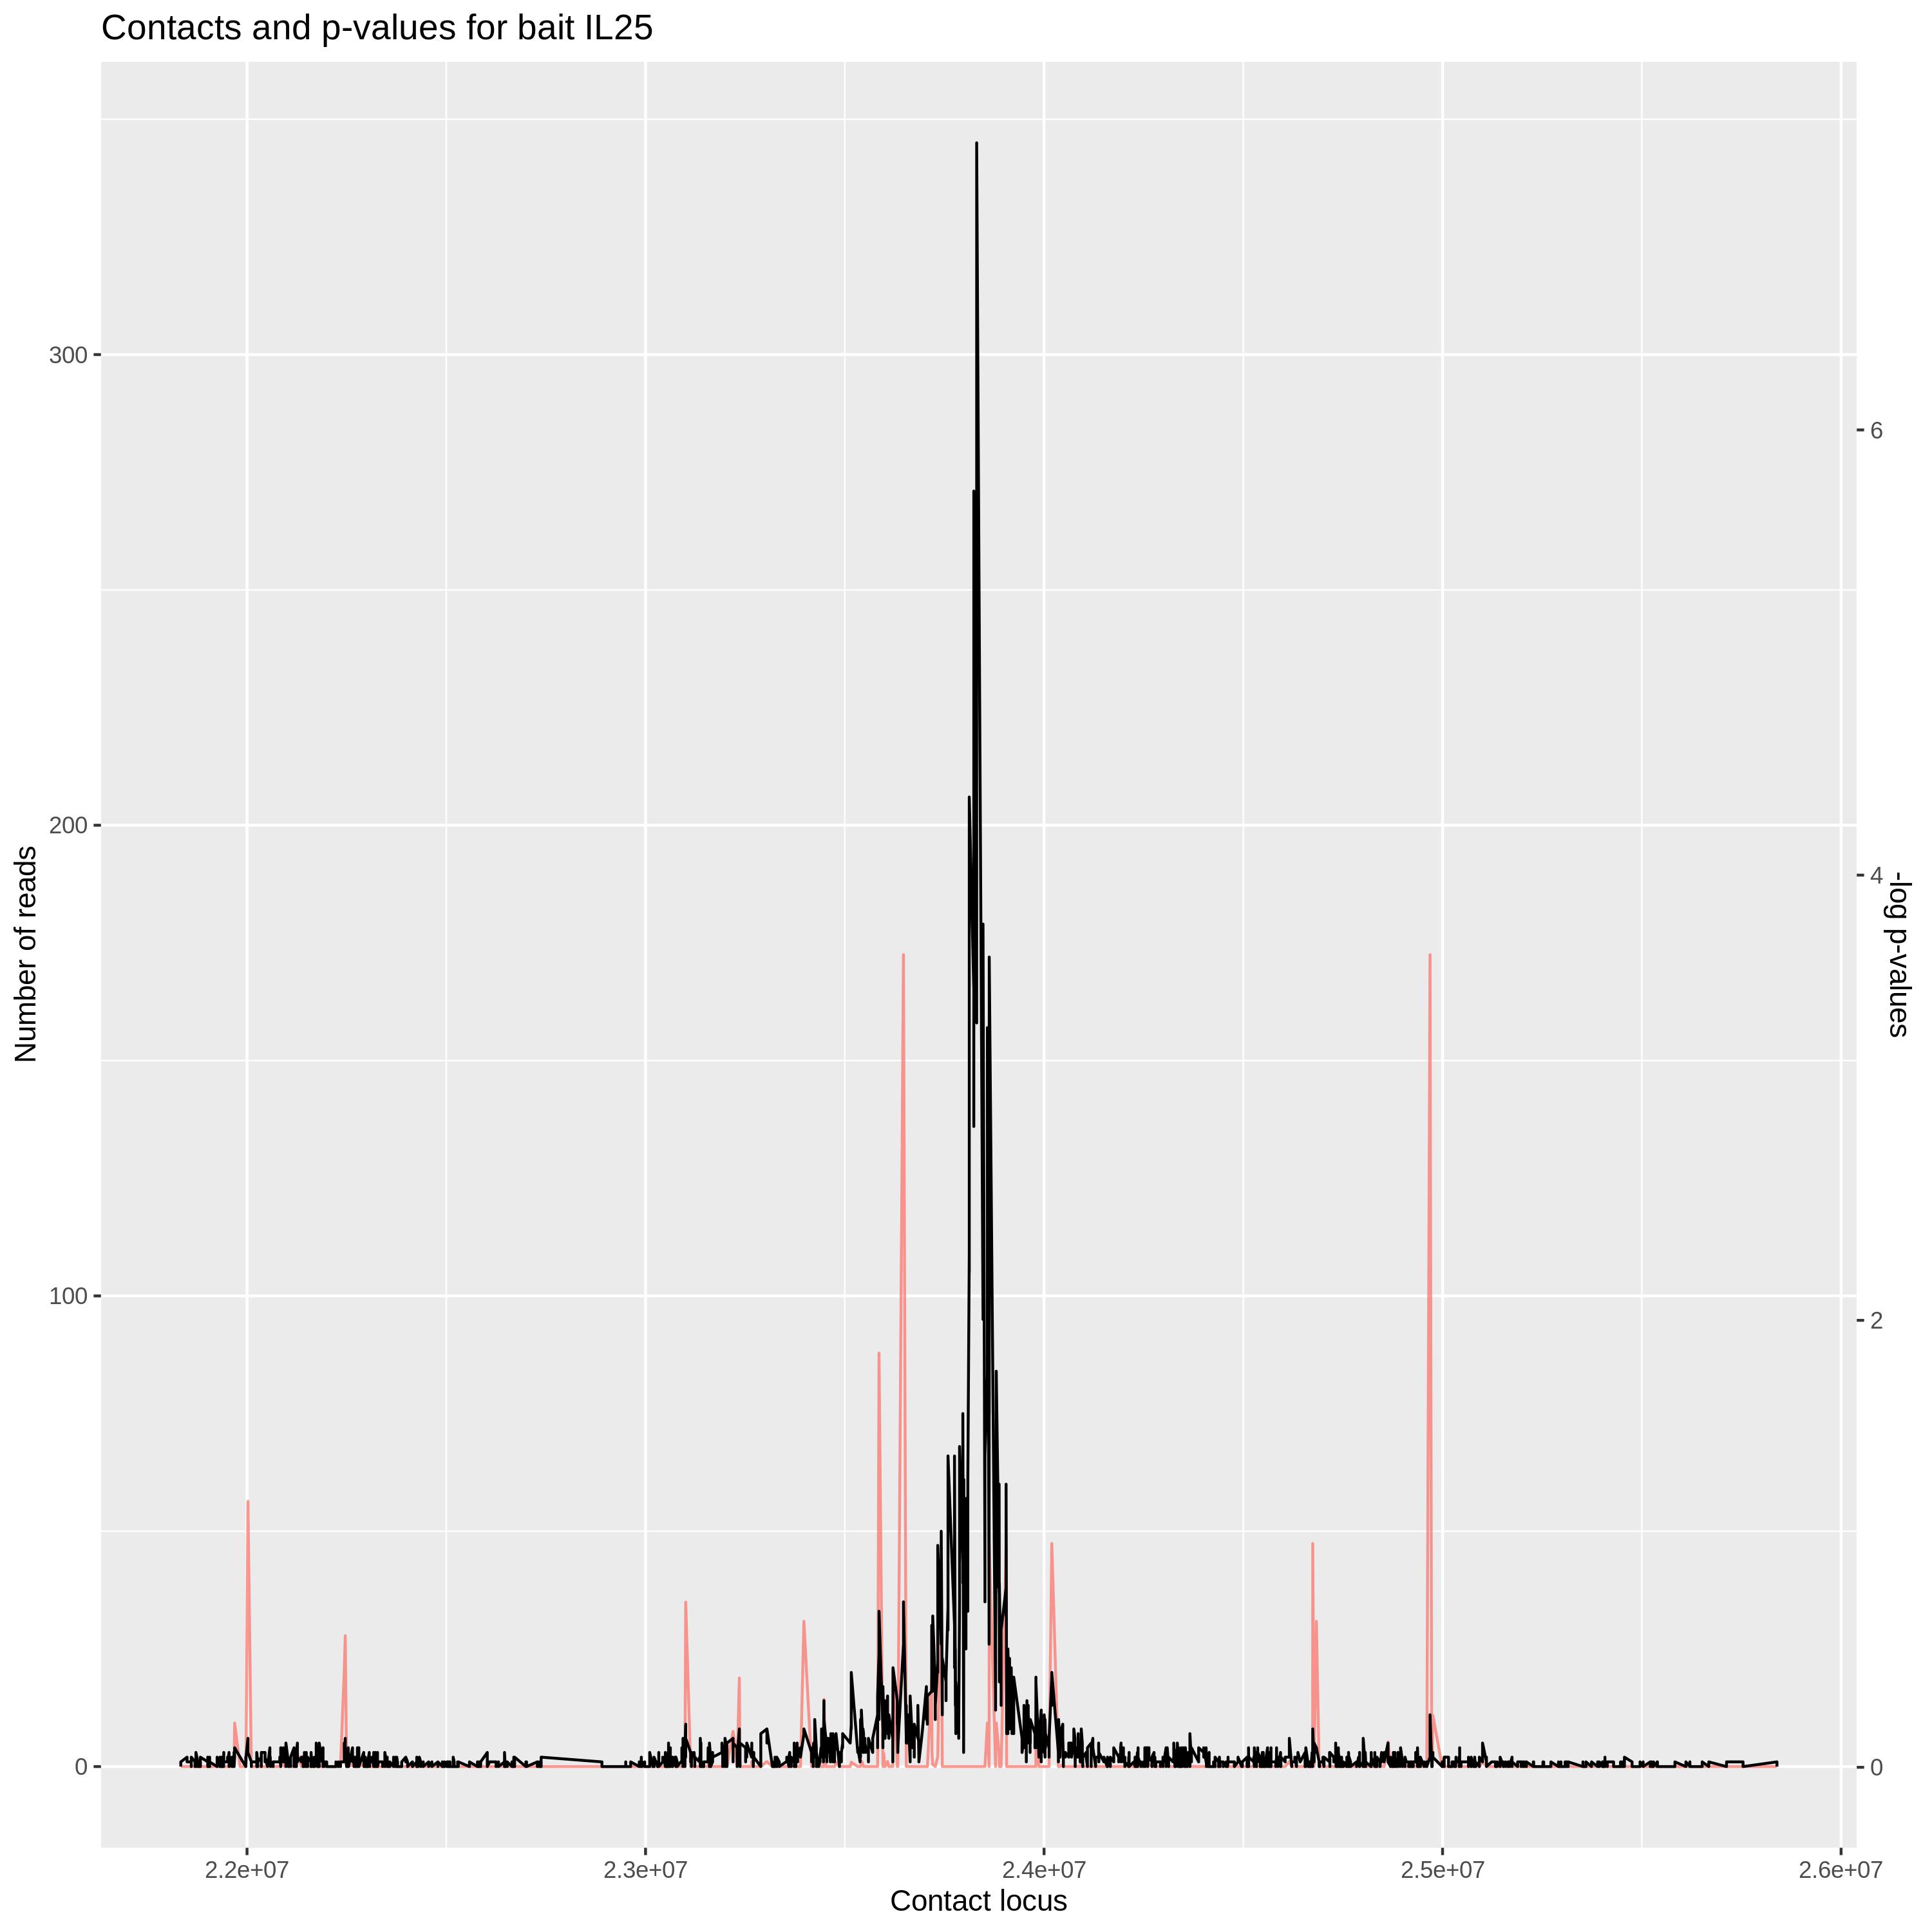 Contacts and p-values for bait IL25
300
200
100
0
Number of reads
6
4
2
0
-log p-values
2.2e+07
2.3e+07
2.4e+07
2.5e+07
2.6e+07
Contact locus